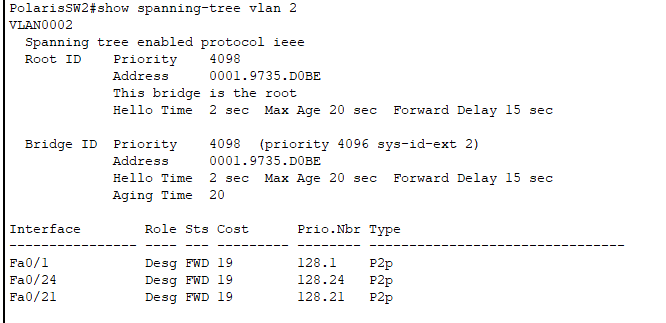 PolarisSW2#show spanning-tree vlan 2
VLAN0002
  Spanning tree enabled protocol ieee
  Root ID    Priority    4098
             Address     0001.9735.D0BE
             This bridge is the root
             Hello Time  2 sec  Max Age 20 sec  Forward Delay 15 sec

  Bridge ID  Priority    4098  (priority 4096 sys-id-ext 2)
             Address     0001.9735.D0BE
             Hello Time  2 sec  Max Age 20 sec  Forward Delay 15 sec
             Aging Time  20

Interface        Role Sts Cost      Prio.Nbr Type
---------------- ---- --- --------- -------- --------------------------------
Fa0/1            Desg FWD 19        128.1    P2p
Fa0/24           Desg FWD 19        128.24   P2p
Fa0/21           Desg FWD 19        128.21   P2p